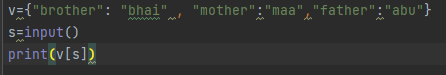 v={"brother": "bhai" , "mother":"maa","father":"abu"}
s=input()
print(v[s])